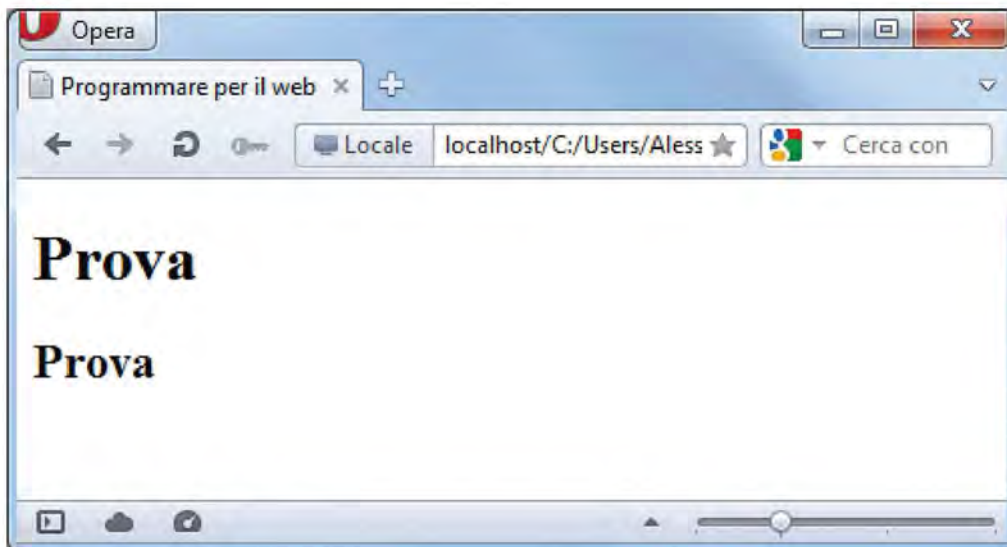 Opera
Programmare per il web
Locale localhost/C:/Users/Aless Cerca con
Prova
Prova